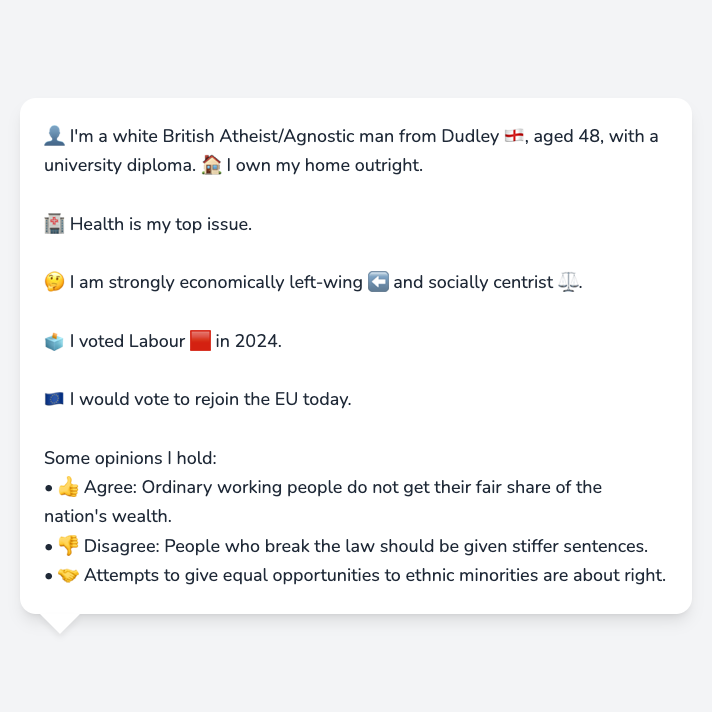 👤 I'm a white British Atheist/Agnostic man from Dudley 🏴󠁧󠁢󠁥󠁮󠁧󠁿, aged 48, with a
university diploma. 🏠 I own my home outright.
🏥 Health is my top issue.
🤔 I am strongly economically left-wing ⬅️ and socially centrist ⚖️.
🗳️ I voted Labour 🟥 in 2024.
🇪🇺 I would vote to rejoin the EU today.
Some opinions I hold:
• 👍 Agree: Ordinary working people do not get their fair share of the
nation's wealth.
• 👎 Disagree: People who break the law should be given stiffer sentences.
• 🤝 Attempts to give equal opportunities to ethnic minorities are about right.